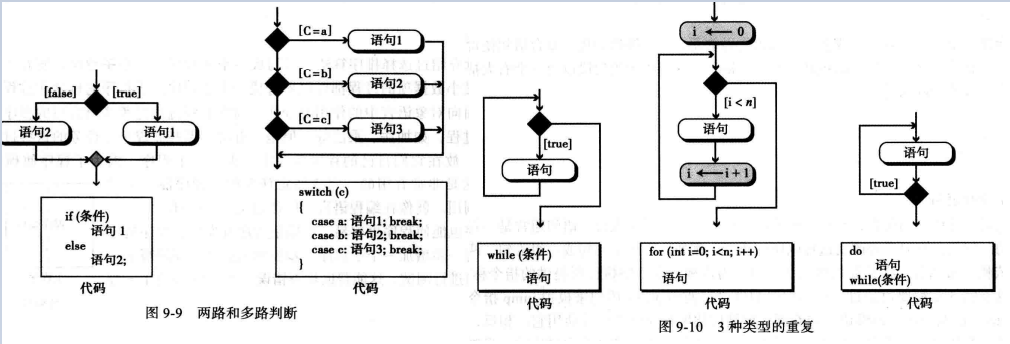 [false]
[true]
语句2
语句1
if (条件)
语句 1
else
语句2;
代码
[C=a]
语句1
[C=b]
语句2
[C=c]
语句3
switch (c)
{
case a: 语句1; break;
case b: 语句2; break;
case c: 语句3; break;
}
代码
图 9-9 两路和多路判断
[true]
语句
while (条件)
语句
代码
i ← 0
[i < n]
语句
i ← i + 1
for (int i=0; i<n; i++)
语句
代码
语句
[true]
do
语句
while(条件)
代码
图 9-10 3 种类型的重复